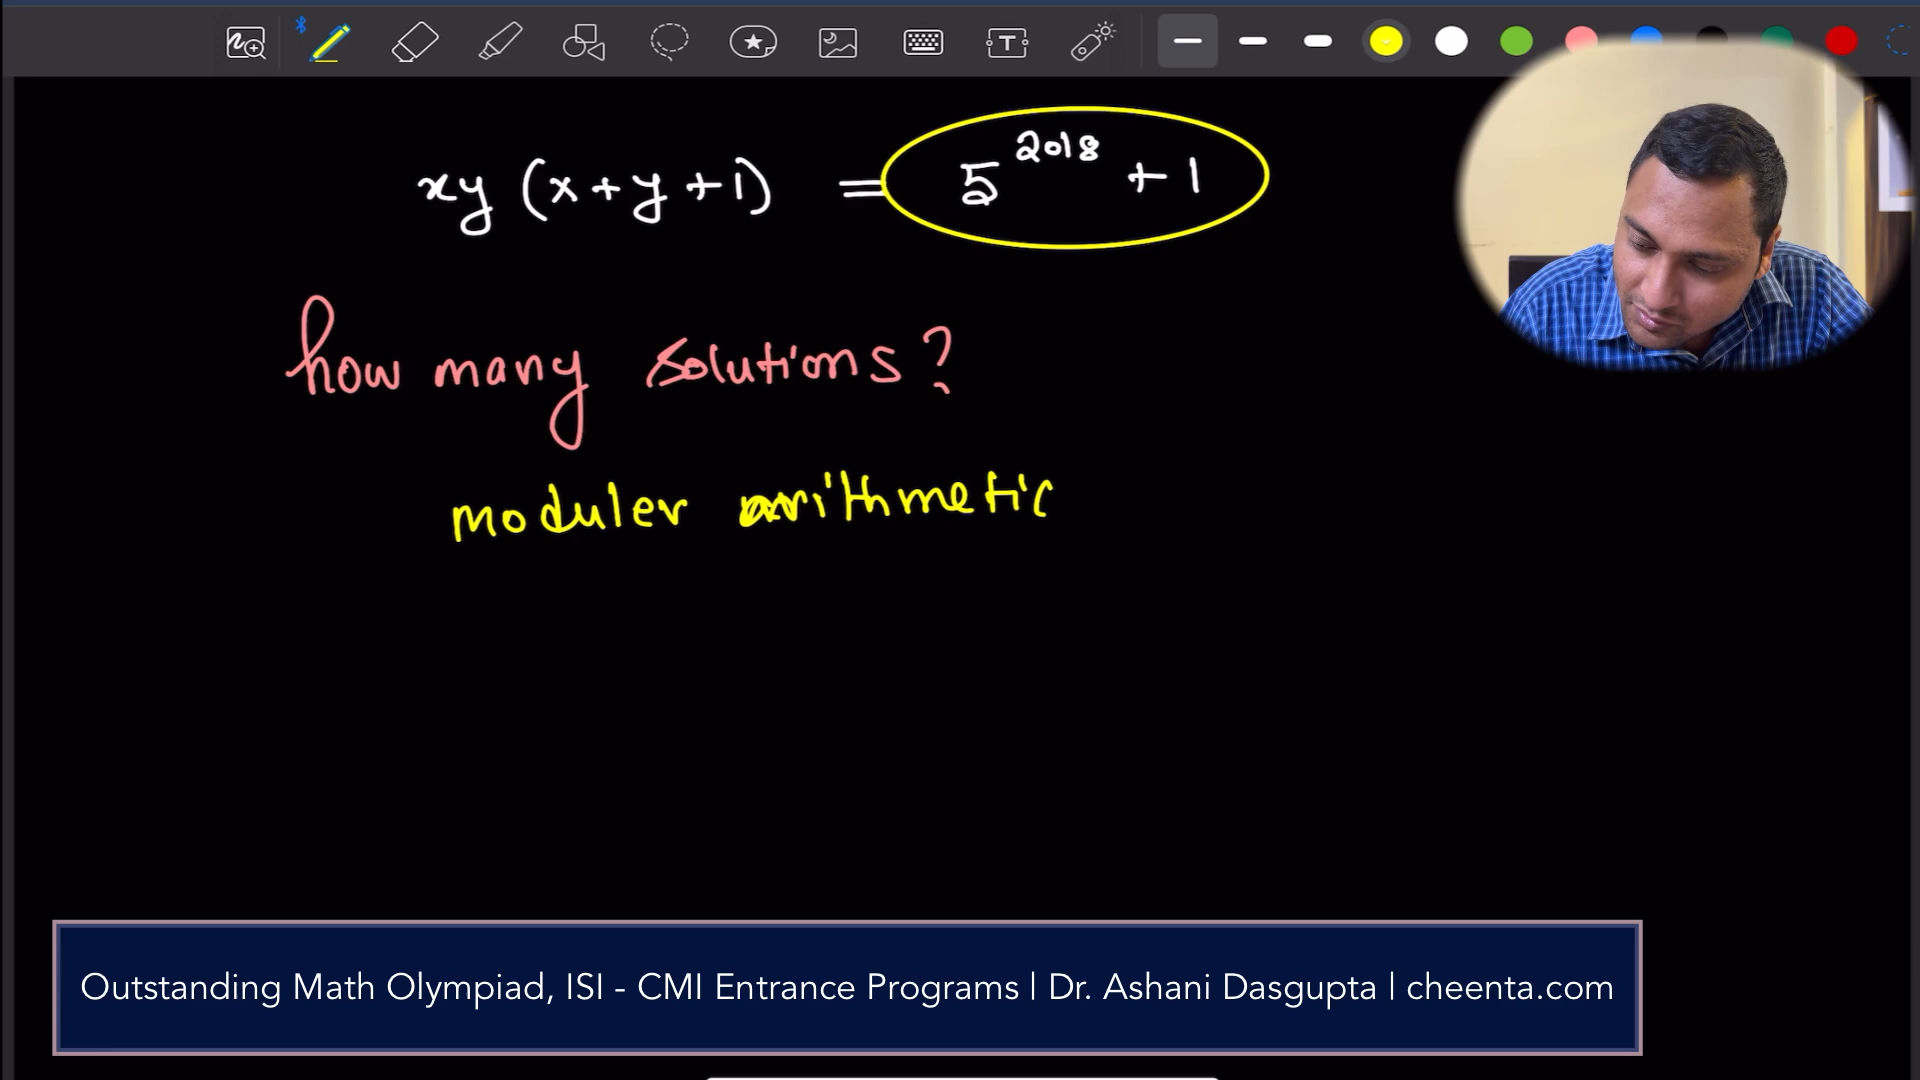 xy (x+y+1) = 5^2018 + 1
how many solutions?
moduler arithmetic
Outstanding Math Olympiad, ISI - CMI Entrance Programs | Dr. Ashani Dasgupta | cheenta.com